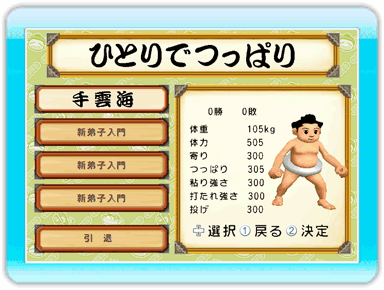 ひとりでつっぱり
手雲海
新弟子入門
新弟子入門
新弟子入門
引退
0勝 0敗
体重 105kg
体力 505
寄り 300
つっぱり 305
粘り強さ 300
打たれ強さ 300
投げ 300
選択①戻る②決定